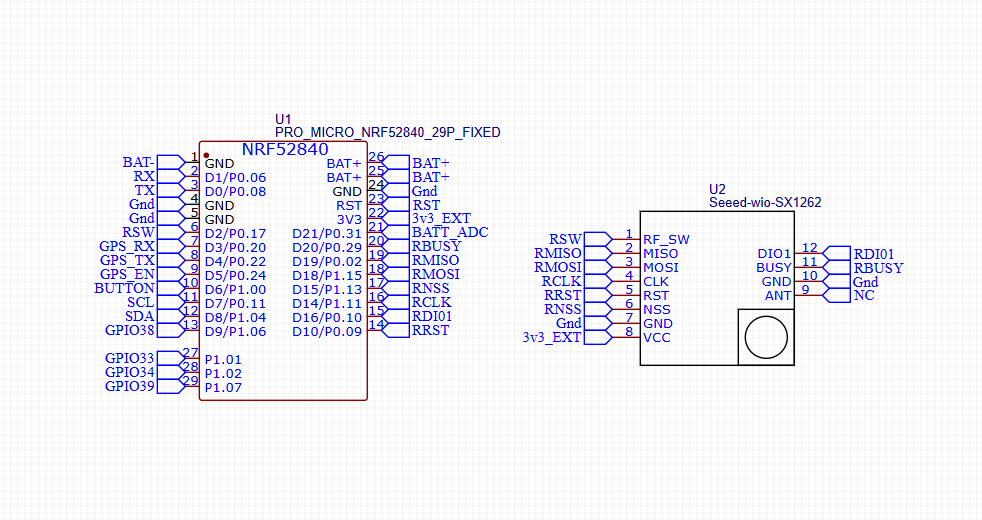 U1
PRO_MICRO_NRF52840_29P_FIXED
NRF52840
BAT- 1 GND BAT+ 26 BAT+
RX 2 D1/P0.06 BAT+ 25 BAT+
TX 3 D0/P0.08 GND 24 Gnd
Gnd 4 GND RST 23 RST
Gnd 5 GND 3V3 22 3v3_EXT
RSW 6 D2/P0.17 D21/P0.31 21 BATT_ADC
GPS_RX 7 D3/P0.20 D20/P0.29 20 RBUSY
GPS_TX 8 D4/P0.22 D19/P0.02 19 RMISO
GPS_EN 9 D5/P0.24 D18/P1.15 18 RMOSI
BUTTON 10 D6/P1.00 D15/P1.13 17 RNSS
SCL 11 D7/P0.11 D14/P1.11 16 RCLK
SDA 12 D8/P1.04 D16/P0.10 15 RDI01
GPIO38 13 D9/P1.06 D10/P0.09 14 RRST
GPIO33 27 P1.01
GPIO34 28 P1.02
GPIO39 29 P1.07
U2
Seeed-wio-SX1262
RSW 1 RF_SW
RMISO 2 MISO DIO1 12 RDI01
RMOSI 3 MOSI BUSY 11 RBUSY
RCLK 4 CLK GND 10 Gnd
RRST 5 RST ANT 9 NC
RNSS 6 NSS
Gnd 7 GND
3v3_EXT 8 VCC